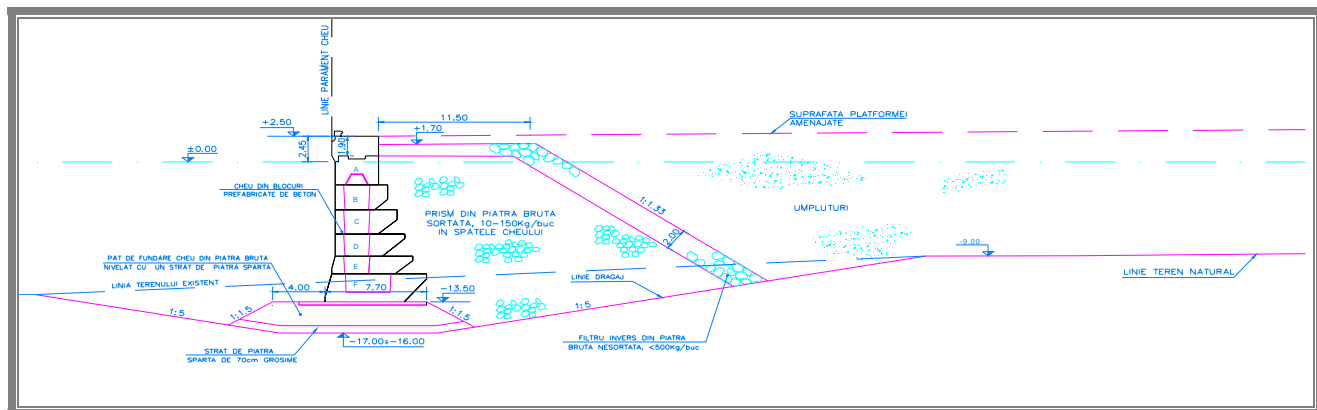 LINIE PARAMENT CHEU
+2.50
11.50
+1.70
SUPRAFATA PLATFORMEI
AMENAJATE
2.45
1.90
±0.00
A
B
C
D
E
F
CHEU DIN BLOCURI
PREFABRICATE DE BETON
PRISM DIN PIATRA BRUTA
SORTATA, 10-150Kg/buc
IN SPATELE CHEULUI
1:1.33
2.00
UMPLUTURI
-9.00
PAT DE FUNDARE CHEU DIN PIATRA BRUTA
NIVELAT CU UN STRAT DE PIATRA SPARTA
LINIA TERENULUI EXISTENT
4.00
7.70
-13.50
LINIE DRAGAJ
LINIE TEREN NATURAL
1:5
1:1.5
1:1.5
1:5
-17.00÷-16.00
STRAT DE PIATRA
SPARTA DE 70cm GROSIME
FILTRU INVERS DIN PIATRA
BRUTA NESORTATA, <500Kg/buc